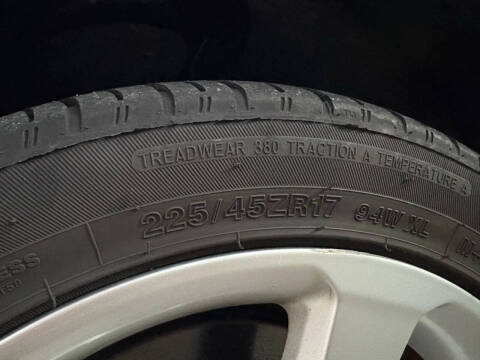 TREADWEAR 380 TRACTION A TEMPERATURE A
225/45ZR17 94W XL